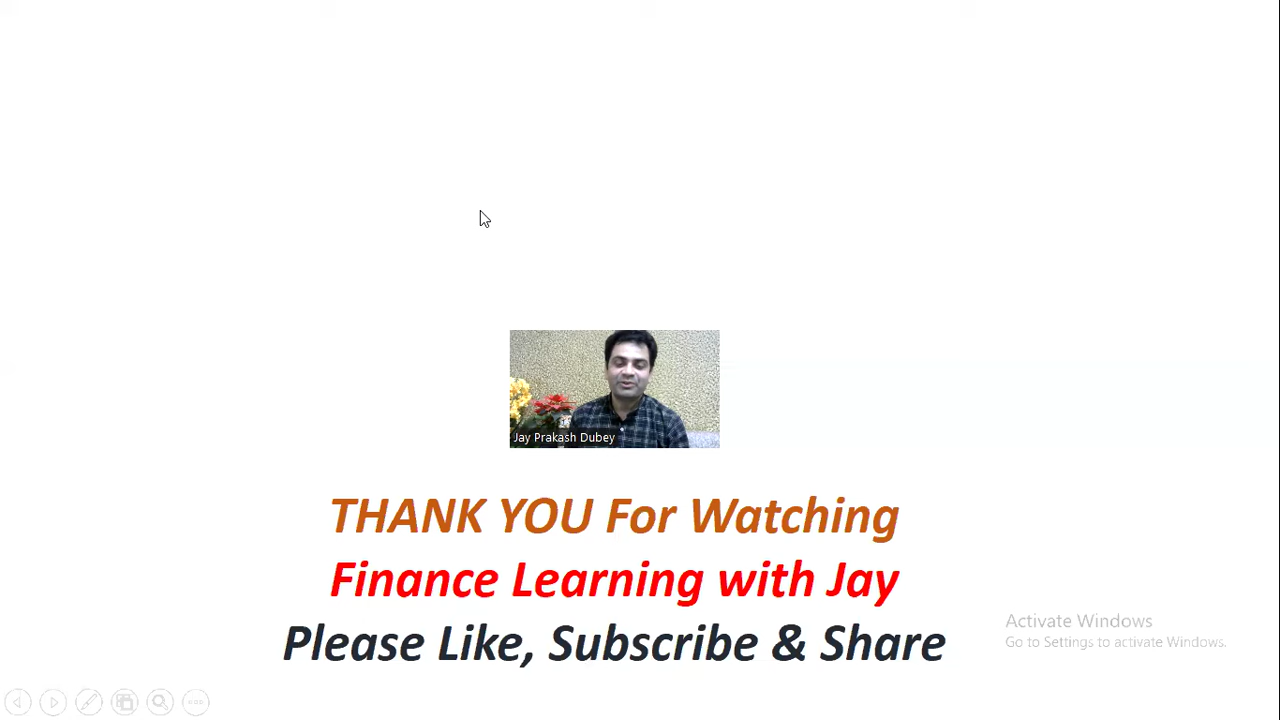 Jay Prakash Dubey
THANK YOU For Watching
Finance Learning with Jay
Please Like, Subscribe & Share
Activate Windows
Go to Settings to activate Windows.